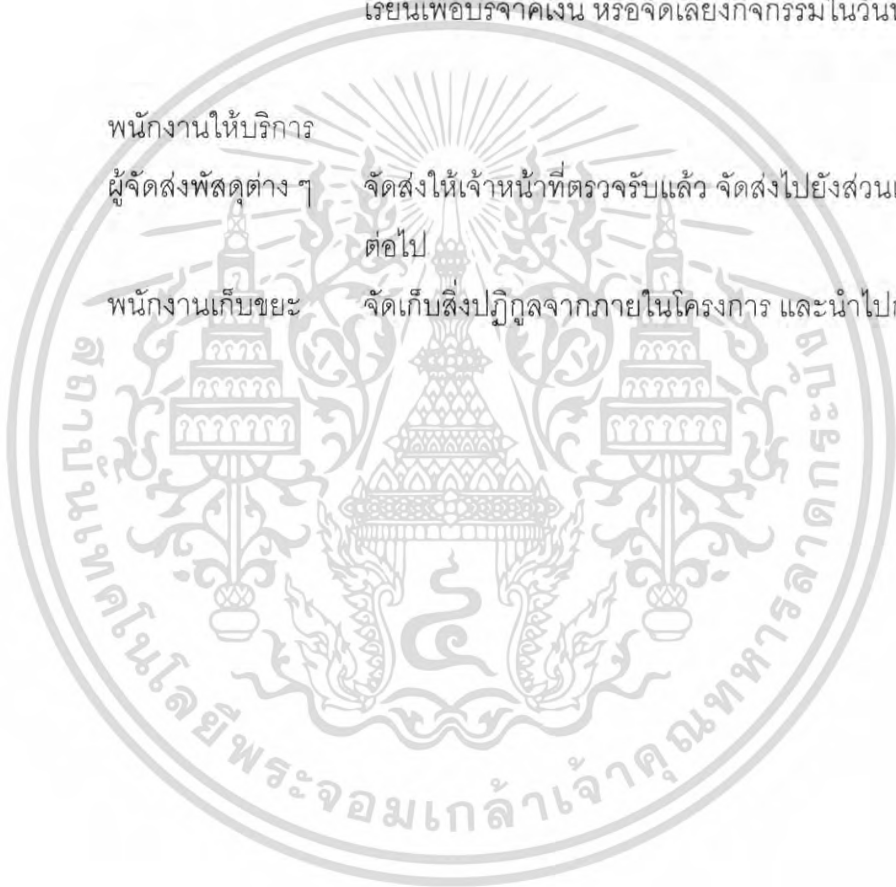 เรียนเพื่อบริจาคเงิน หรือจัดเลี้ยงกิจกรรมในวัน
พนักงานให้บริการ
ผู้จัดส่งพัสดุต่าง ๆ จัดส่งให้เจ้าหน้าที่ตรวจรับแล้ว จัดส่งไปยังส่วน
ต่อไป
พนักงานเก็บขยะ จัดเก็บสิ่งปฏิกูลจากภายในโครงการ และนำไป
สถาบันเทคโนโลยีพระจอมเกล้าเจ้าคุณทหารลาดกระบัง